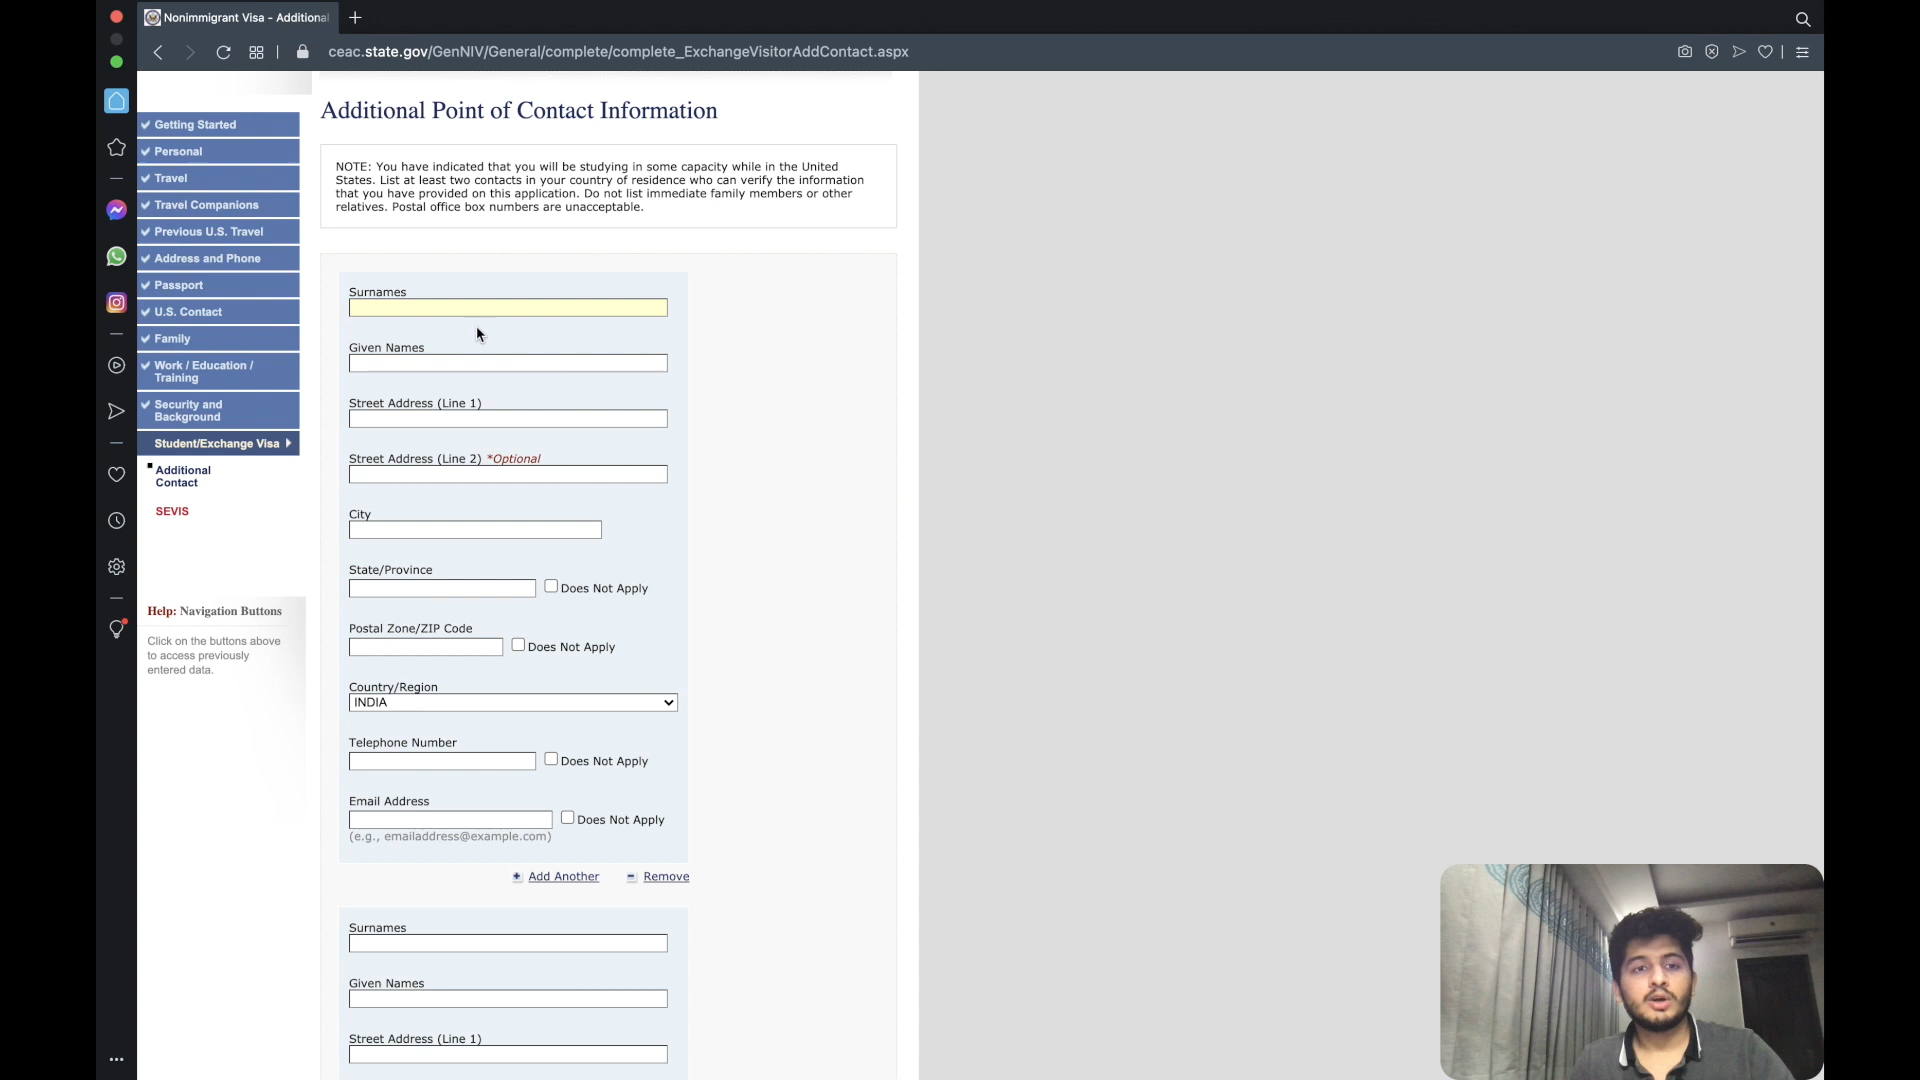 Nonimmigrant Visa - Additional
ceac.state.gov/GenNIV/General/complete/complete_ExchangeVisitorAddContact.aspx
Getting Started
Personal
Travel
Travel Companions
Previous U.S. Travel
Address and Phone
Passport
U.S. Contact
Family
Work / Education /
Training
Security and
Background
Student/Exchange Visa
Additional
Contact
SEVIS
Help: Navigation Buttons
Click on the buttons above
to access previously
entered data.
Additional Point of Contact Information
NOTE: You have indicated that you will be studying in some capacity while in the United
States. List at least two contacts in your country of residence who can verify the information
that you have provided on this application. Do not list immediate family members or other
relatives. Postal office box numbers are unacceptable.
Surnames
Given Names
Street Address (Line 1)
Street Address (Line 2) *Optional
City
State/Province
Does Not Apply
Postal Zone/ZIP Code
Does Not Apply
Country/Region
INDIA
Telephone Number
Does Not Apply
Email Address
Does Not Apply
(e.g., emailaddress@example.com)
Add Another Remove
Surnames
Given Names
Street Address (Line 1)